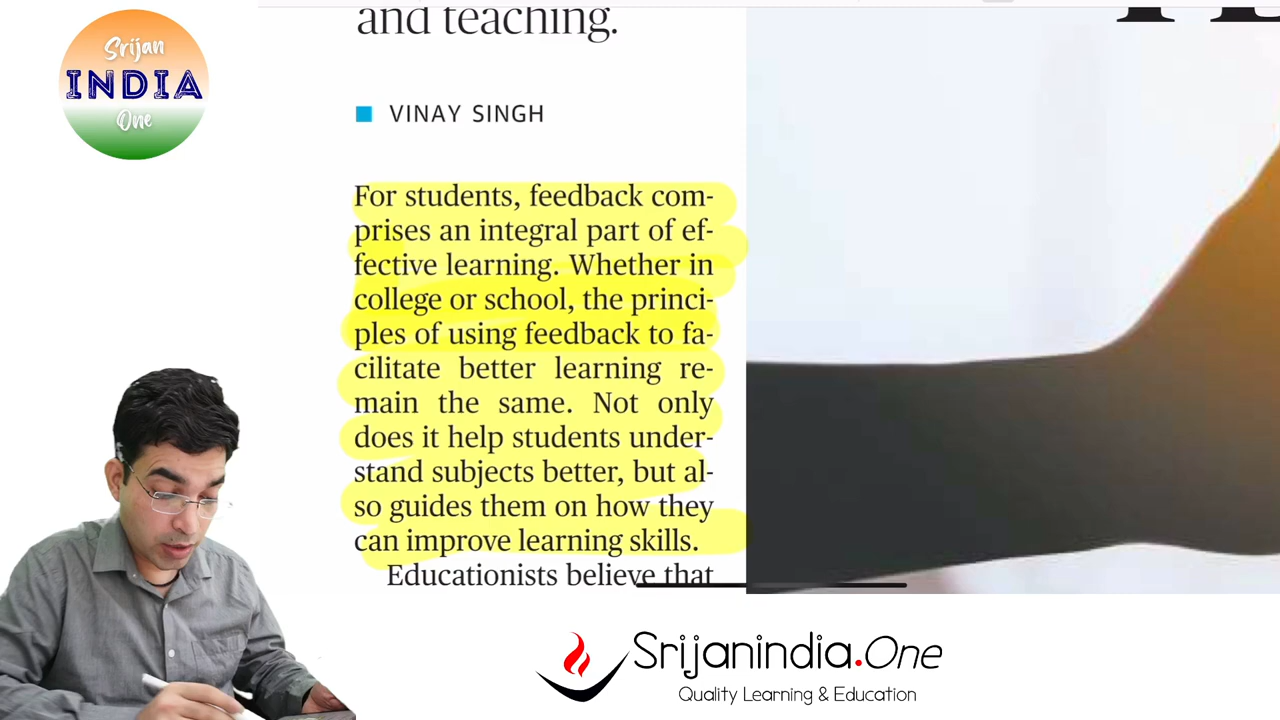 Srijan
INDIA
One
and teaching.
VINAY SINGH
For students, feedback com-
prises an integral part of ef-
fective learning. Whether in
college or school, the princi-
ples of using feedback to fa-
cilitate better learning re-
main the same. Not only
does it help students under-
stand subjects better, but al-
so guides them on how they
can improve learning skills.
Educationists believe that
Srijanindia.One
Quality Learning & Education